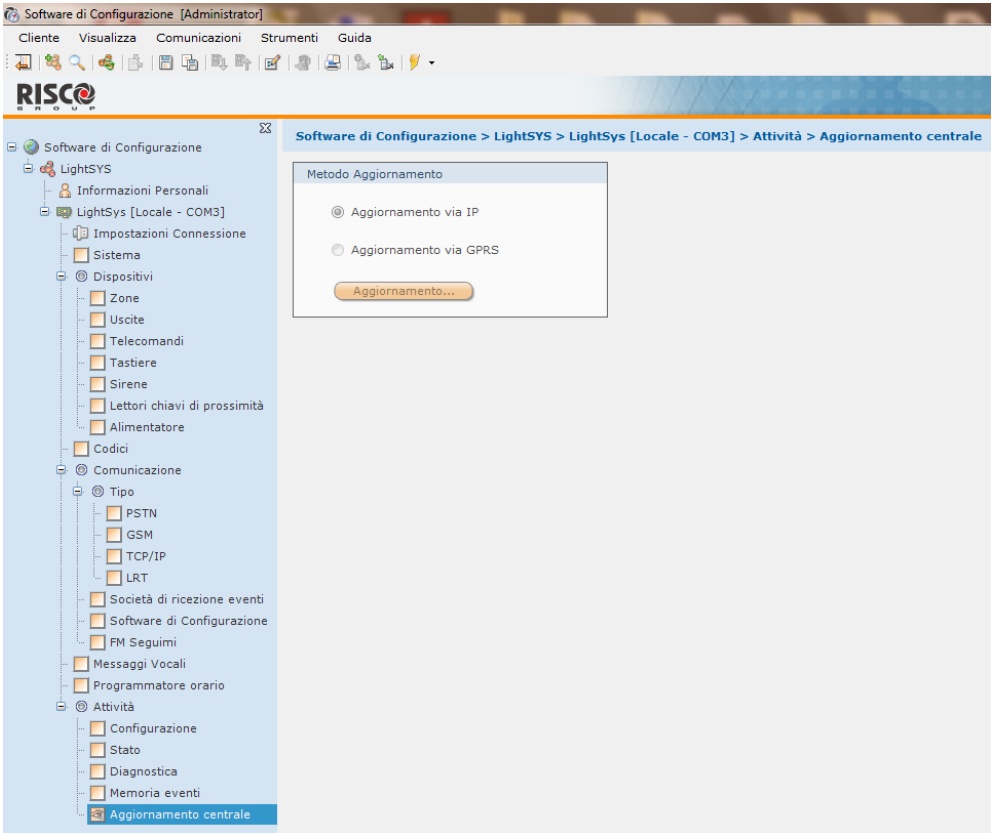 Software di Configurazione [Administrator]
Cliente Visualizza Comunicazioni Strumenti Guida
RISCO
GROUP
Software di Configurazione > LightSYS > LightSys [Locale - COM3] > Attività > Aggiornamento centrale
Software di Configurazione
LightSYS
Informazioni Personali
LightSys [Locale - COM3]
Impostazioni Connessione
Sistema
Dispositivi
Zone
Uscite
Telecomandi
Tastiere
Sirene
Lettori chiavi di prossimità
Alimentatore
Codici
Comunicazione
Tipo
PSTN
GSM
TCP/IP
LRT
Società di ricezione eventi
Software di Configurazione
FM Seguimi
Messaggi Vocali
Programmatore orario
Attività
Configurazione
Stato
Diagnostica
Memoria eventi
Aggiornamento centrale
Metodo Aggiornamento
Aggiornamento via IP
Aggiornamento via GPRS
Aggiornamento...